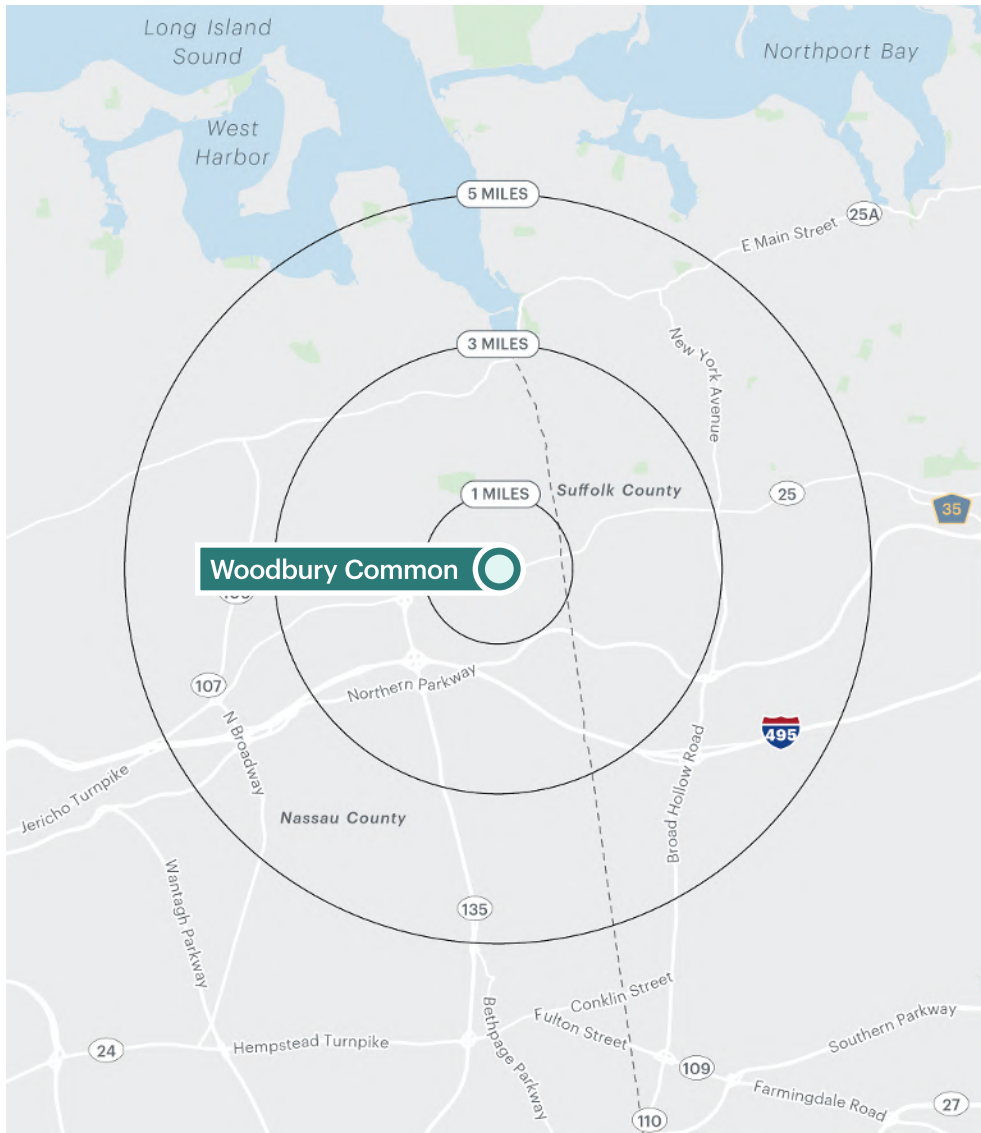 Long Island
Sound
Northport Bay
West
Harbor
5 MILES
25A
E Main Street
3 MILES
New York Avenue
1 MILES
Suffolk County
25
35
Woodbury Common
107
Northern Parkway
N Broadway
495
Jericho Turnpike
Broad Hollow Road
Nassau County
Wantagh Parkway
135
Conklin Street
Bethpage Parkway
Fulton Street
Southern Parkway
24
Hempstead Turnpike
109
Farmingdale Road
27
110